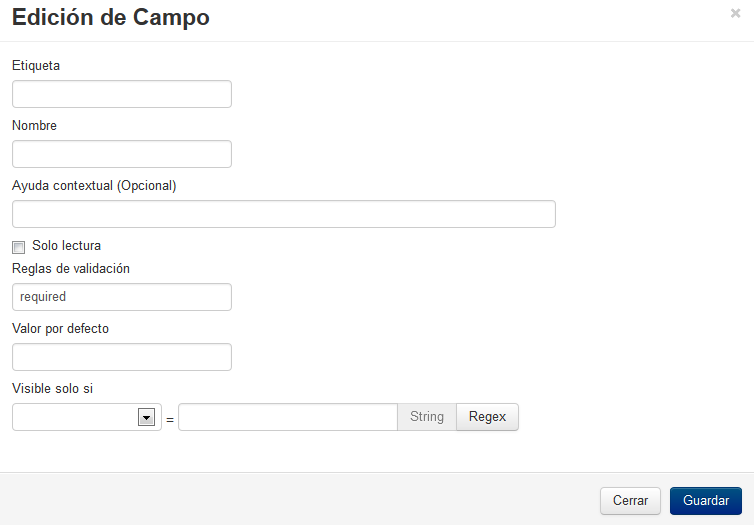 Edición de Campo
×
Etiqueta
Nombre
Ayuda contextual (Opcional)
Solo lectura
Reglas de validación
required
Valor por defecto
Visible solo si
= String Regex
Cerrar Guardar